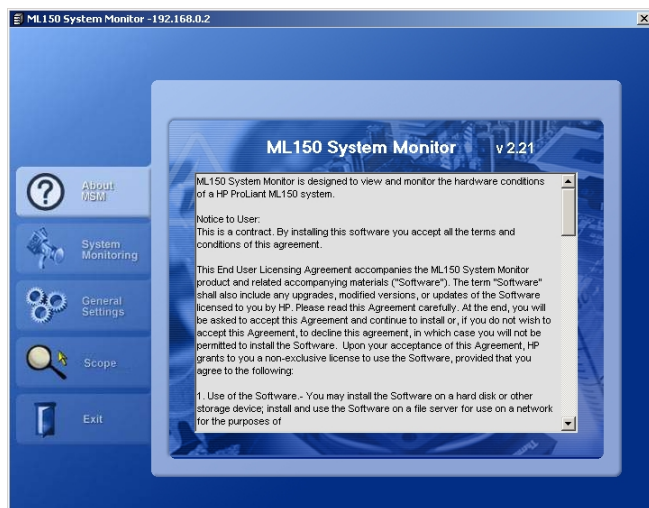 ML150 System Monitor -192.168.0.2
ML150 System Monitor v 2.21
About
MSM
System
Monitoring
General
Settings
Scope
Exit
ML150 System Monitor is designed to view and monitor the hardware conditions
of a HP ProLiant ML150 system.
Notice to User:
This is a contract. By installing this software you accept all the terms and
conditions of this agreement.
This End User Licensing Agreement accompanies the ML150 System Monitor
product and related accompanying materials ("Software"). The term "Software"
shall also include any upgrades, modified versions, or updates of the Software
licensed to you by HP. Please read this Agreement carefully. At the end, you will
be asked to accept this Agreement and continue to install or, if you do not wish to
accept this Agreement, to decline this agreement, in which case you will not be
permitted to install the Software. Upon your acceptance of this Agreement, HP
grants to you a non-exclusive license to use the Software, provided that you
agree to the following:
1. Use of the Software.- You may install the Software on a hard disk or other
storage device; install and use the Software on a file server for use on a network
for the purposes of